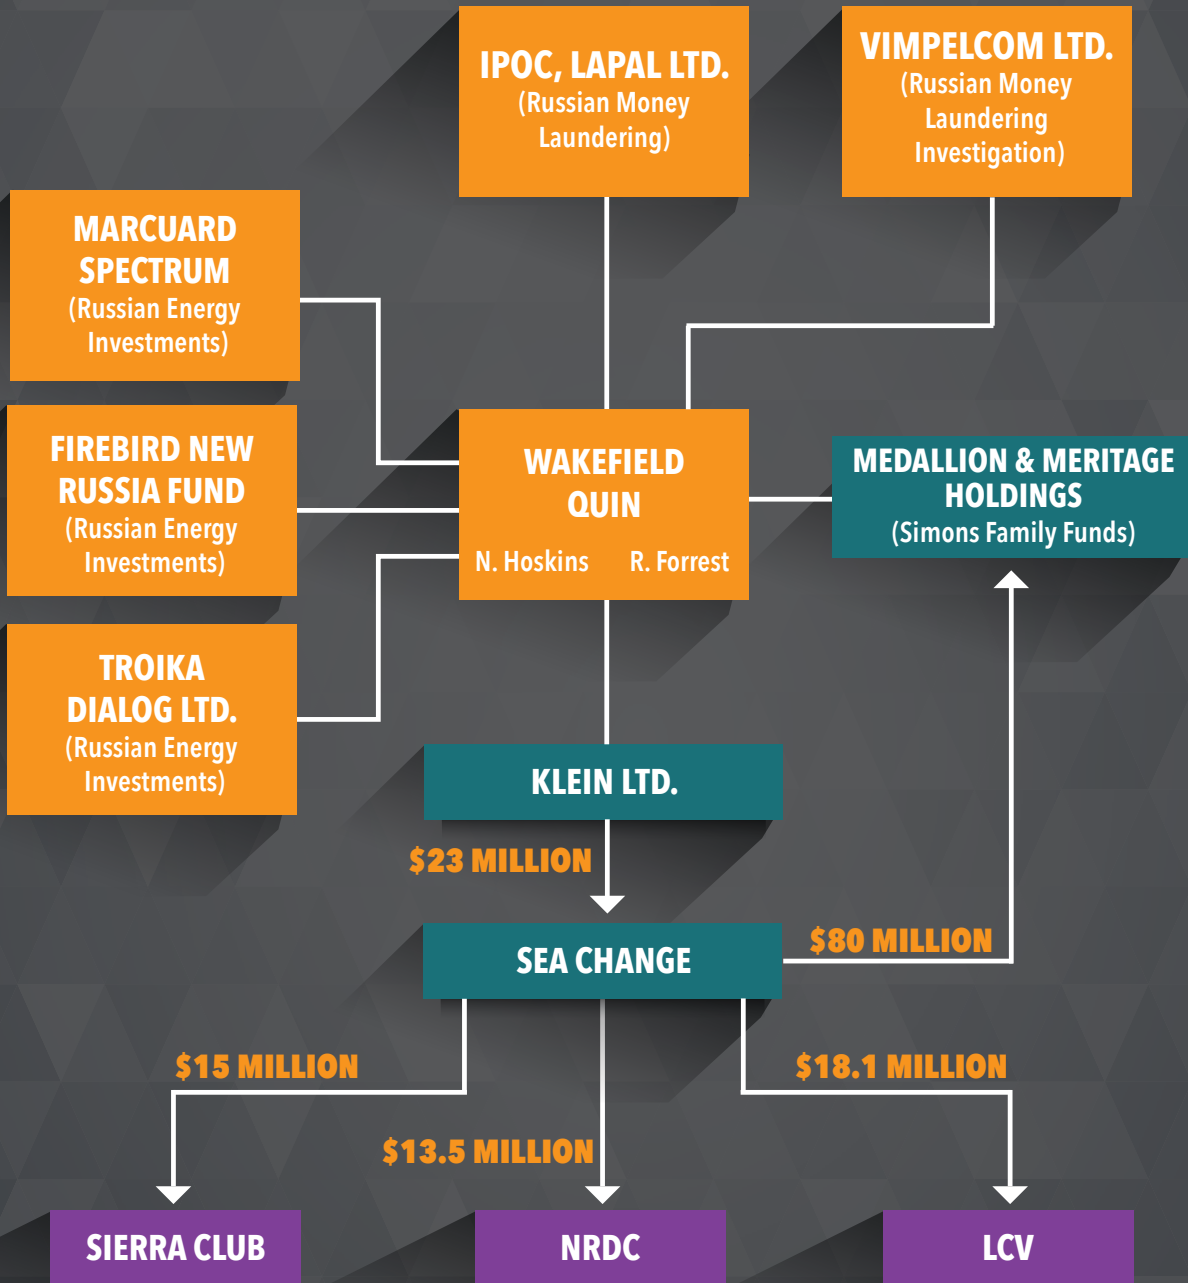 IPOC, LAPAL LTD.
(Russian Money
Laundering)
VIMPELCOM LTD.
(Russian Money
Laundering
Investigation)
MARCUARD
SPECTRUM
(Russian Energy
Investments)
FIREBIRD NEW
RUSSIA FUND
(Russian Energy
Investments)
TROIKA
DIALOG LTD.
(Russian Energy
Investments)
WAKEFIELD
QUIN
N. Hoskins R. Forrest
MEDALLION & MERITAGE
HOLDINGS
(Simons Family Funds)
KLEIN LTD.
$23 MILLION
SEA CHANGE
$80 MILLION
$15 MILLION
$13.5 MILLION
$18.1 MILLION
SIERRA CLUB
NRDC
LCV